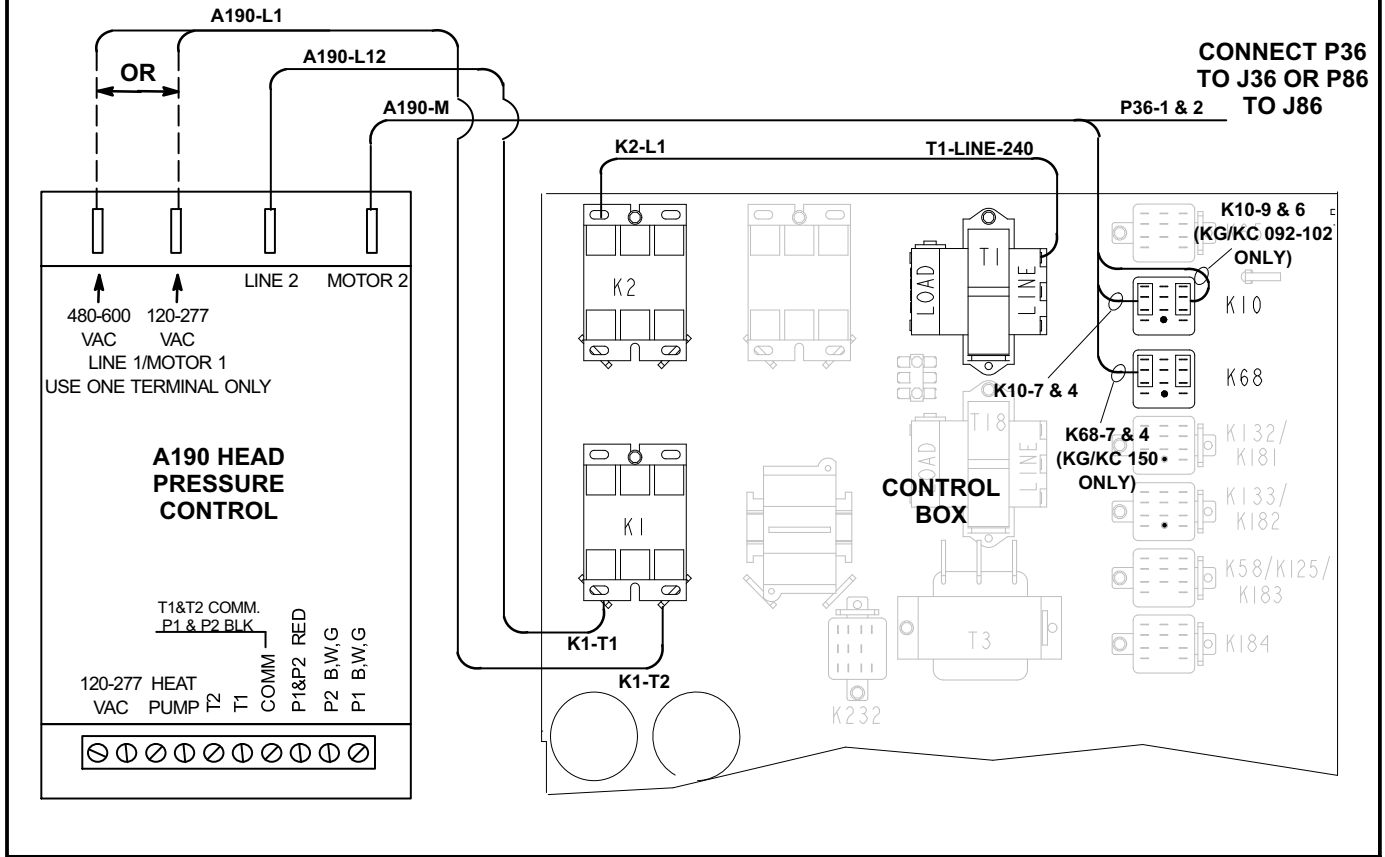 A190-L1
OR
A190-L12
A190-M
CONNECT P36
TO J36 OR P86
TO J86
P36-1 & 2
K2-L1
T1-LINE-240
K10-9 & 6
(KG/KC 092-102
ONLY)
LINE 2
MOTOR 2
480-600
VAC
120-277
VAC
LINE 1/MOTOR 1
USE ONE TERMINAL ONLY
K2
LOAD
T1
LINE
K10
K10-7 & 4
K68
K68-7 & 4
(KG/KC 150
ONLY)
A190 HEAD
PRESSURE
CONTROL
K1
T18
LOAD
LINE
CONTROL
BOX
K132/
K181
K133/
K182
K58/K125/
K183
K184
T3
K232
K1-T1
K1-T2
T1&T2 COMM.
P1 & P2 BLK
120-277
VAC
HEAT
PUMP
T2
T1
COMM
P1&P2 RED
P2 B,W,G
P1 B,W,G